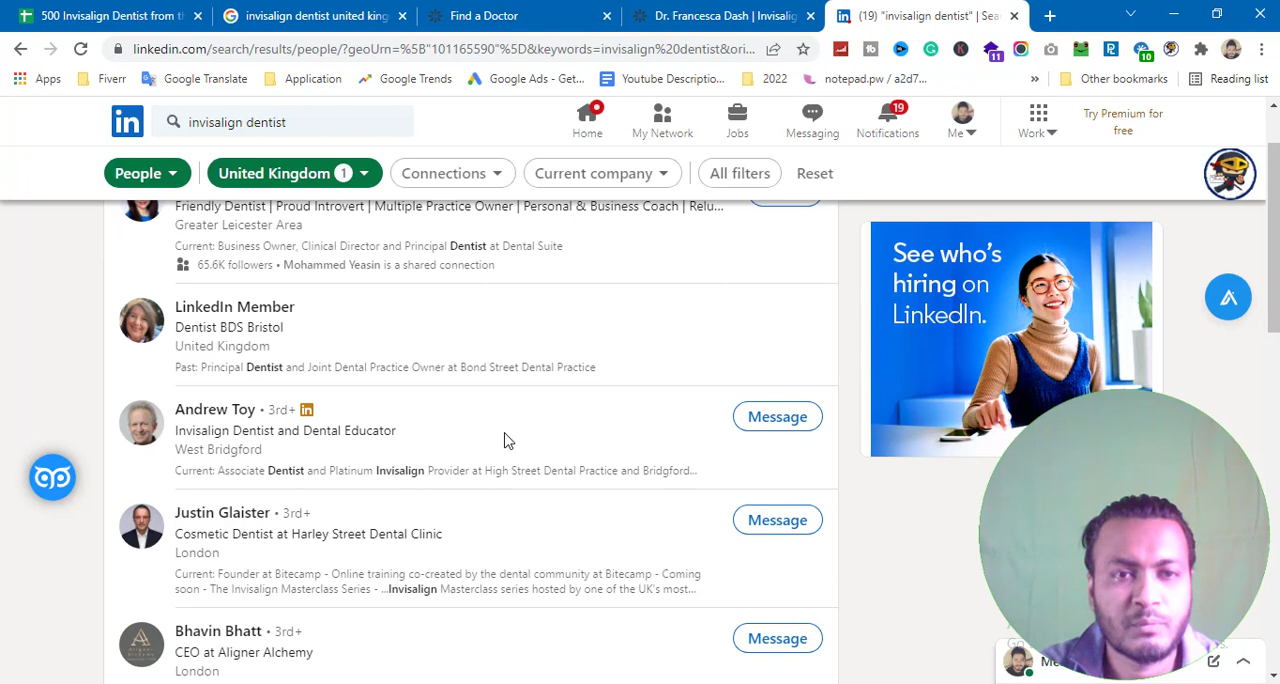 500 Invisalign Dentist from t
invisalign dentist united king
Find a Doctor
Dr. Francesca Dash | Invisalig
(19) "invisalign dentist" | Sea
linkedin.com/search/results/people/?geoUrn=%5B"101165590"%5D&keywords=invisalign%20dentist&ori...
11
10
Apps
Fiverr
Google Translate
Application
Google Trends
Google Ads - Get...
Youtube Descriptio...
2022
notepad.pw / a2d7...
»
Other bookmarks
Reading list
in
invisalign dentist
Home
My Network
Jobs
Messaging
19
Notifications
Me
Work
Try Premium for
free
People
United Kingdom 1
Connections
Current company
All filters
Reset
Friendly Dentist | Proud Introvert | Multiple Practice Owner | Personal & Business Coach | Relu...
Greater Leicester Area
Current: Business Owner, Clinical Director and Principal Dentist at Dental Suite
65.6K followers • Mohammed Yeasin is a shared connection
LinkedIn Member
Dentist BDS Bristol
United Kingdom
Past: Principal Dentist and Joint Dental Practice Owner at Bond Street Dental Practice
Andrew Toy • 3rd+ in
Invisalign Dentist and Dental Educator
West Bridgford
Current: Associate Dentist and Platinum Invisalign Provider at High Street Dental Practice and Bridgford...
Message
Justin Glaister • 3rd+
Cosmetic Dentist at Harley Street Dental Clinic
London
Current: Founder at Bitecamp - Online training co-created by the dental community at Bitecamp - Coming
soon - The Invisalign Masterclass Series - ...Invisalign Masterclass series hosted by one of the UK's most...
Message
Bhavin Bhatt • 3rd+
CEO at Aligner Alchemy
London
Message
See who's
hiring on
LinkedIn.